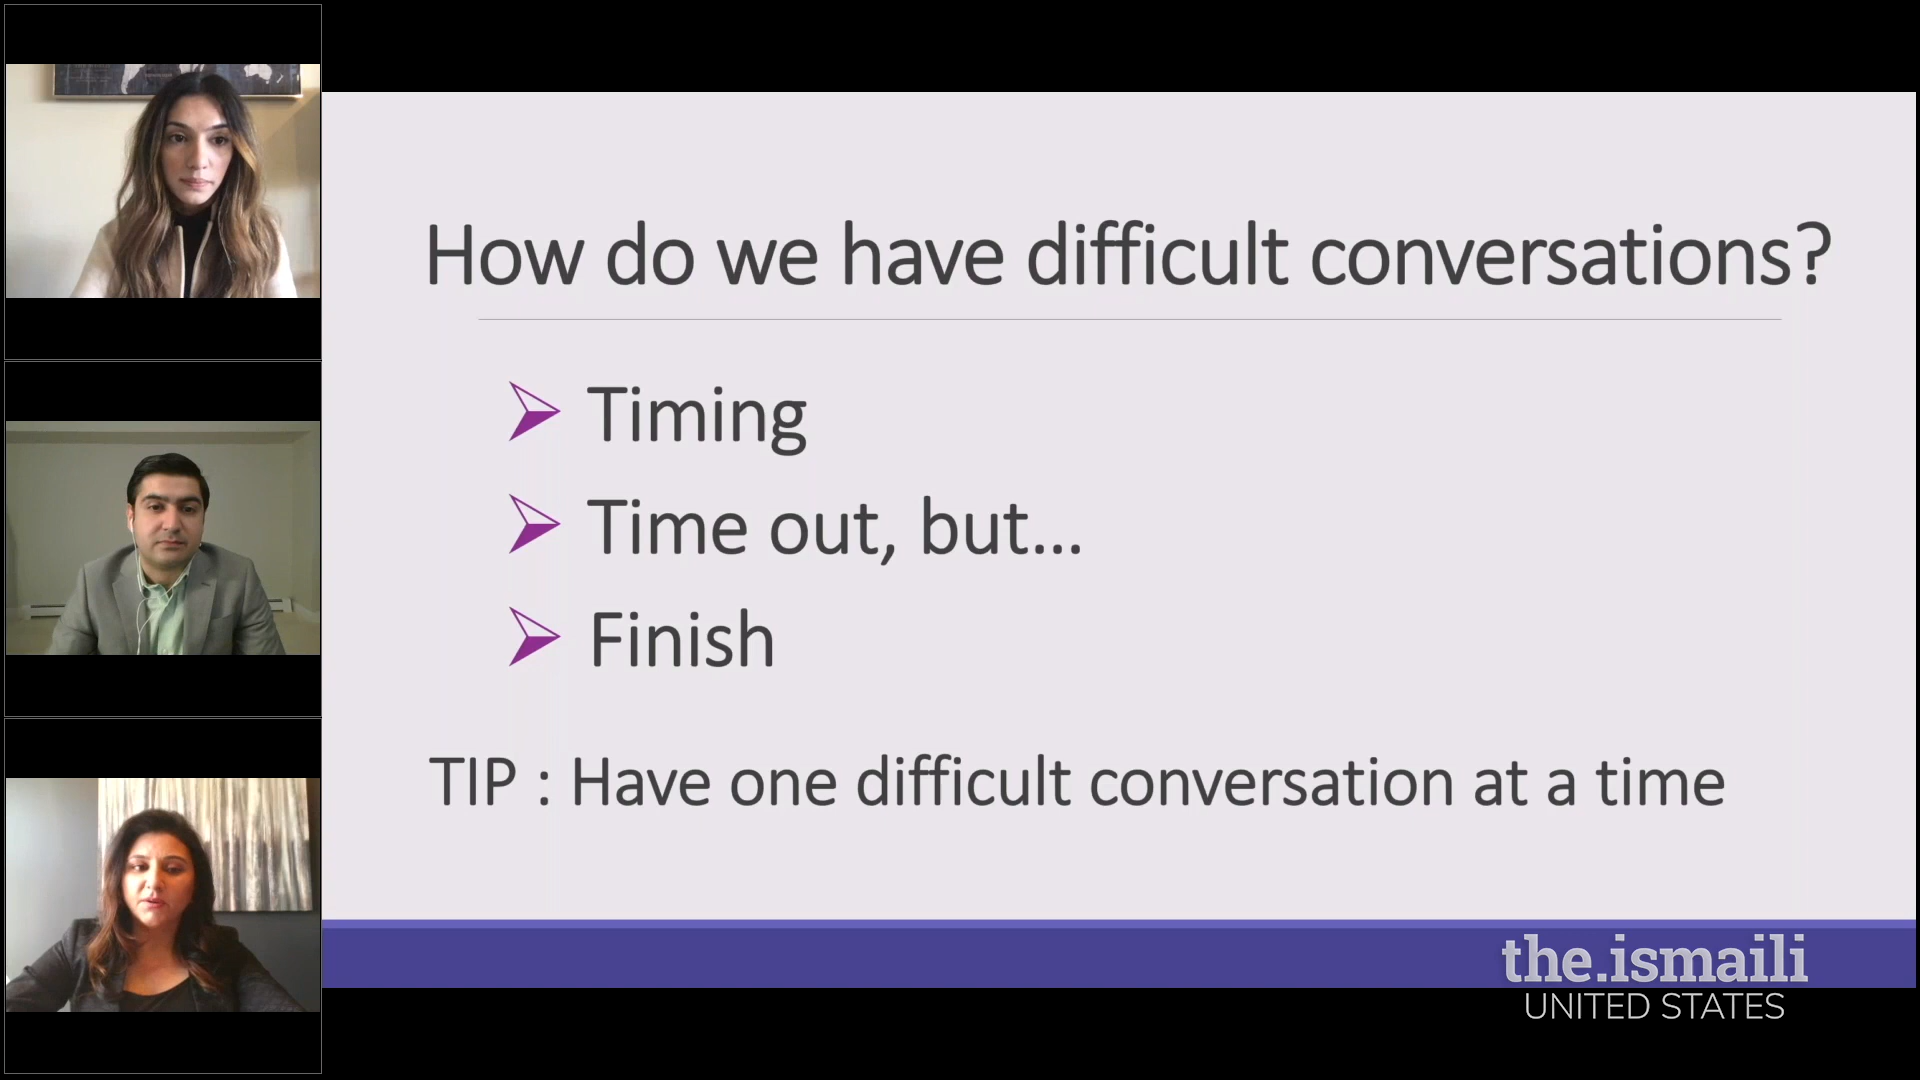 How do we have difficult conversations?
Timing
Time out, but...
Finish
TIP : Have one difficult conversation at a time
the.ismaili
UNITED STATES